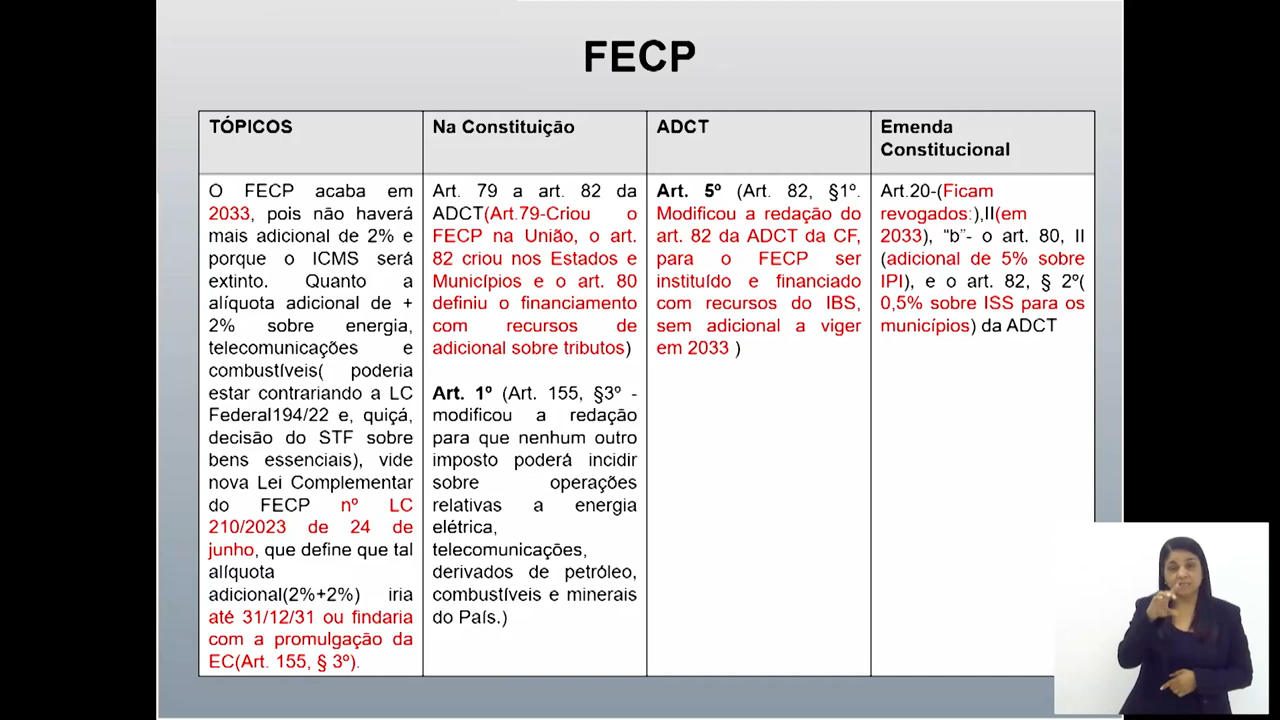 FECP
TÓPICOS
Na Constituição
ADCT
Emenda
Constitucional
O FECP acaba em
2033, pois não haverá
mais adicional de 2% e
porque o ICMS será
extinto. Quanto a
alíquota adicional de +
2% sobre energia,
telecomunicações e
combustíveis( poderia
estar contrariando a LC
Federal194/22 e, quiçá,
decisão do STF sobre
bens essenciais), vide
nova Lei Complementar
do FECP nº LC
210/2023 de 24 de
junho, que define que tal
alíquota
adicional(2%+2%) iria
até 31/12/31 ou findaria
com a promulgação da
EC(Art. 155, § 3º).
Art. 79 a art. 82 da
ADCT(Art.79-Criou o
FECP na União, o art.
82 criou nos Estados e
Municípios e o art. 80
definiu o financiamento
com recursos de
adicional sobre tributos)
Art. 1º (Art. 155, §3º -
modificou a redação
para que nenhum outro
imposto poderá incidir
sobre operações
relativas a energia
elétrica,
telecomunicações,
derivados de petróleo,
combustíveis e minerais
do País.)
Art. 5º (Art. 82, §1º.
Modificou a redação do
art. 82 da ADCT da CF,
para o FECP ser
instituído e financiado
com recursos do IBS,
sem adicional a viger
em 2033 )
Art.20-(Ficam
revogados:),II(em
2033), “b”- o art. 80, II
(adicional de 5% sobre
IPI), e o art. 82, § 2º(
0,5% sobre ISS para os
municípios) da ADCT